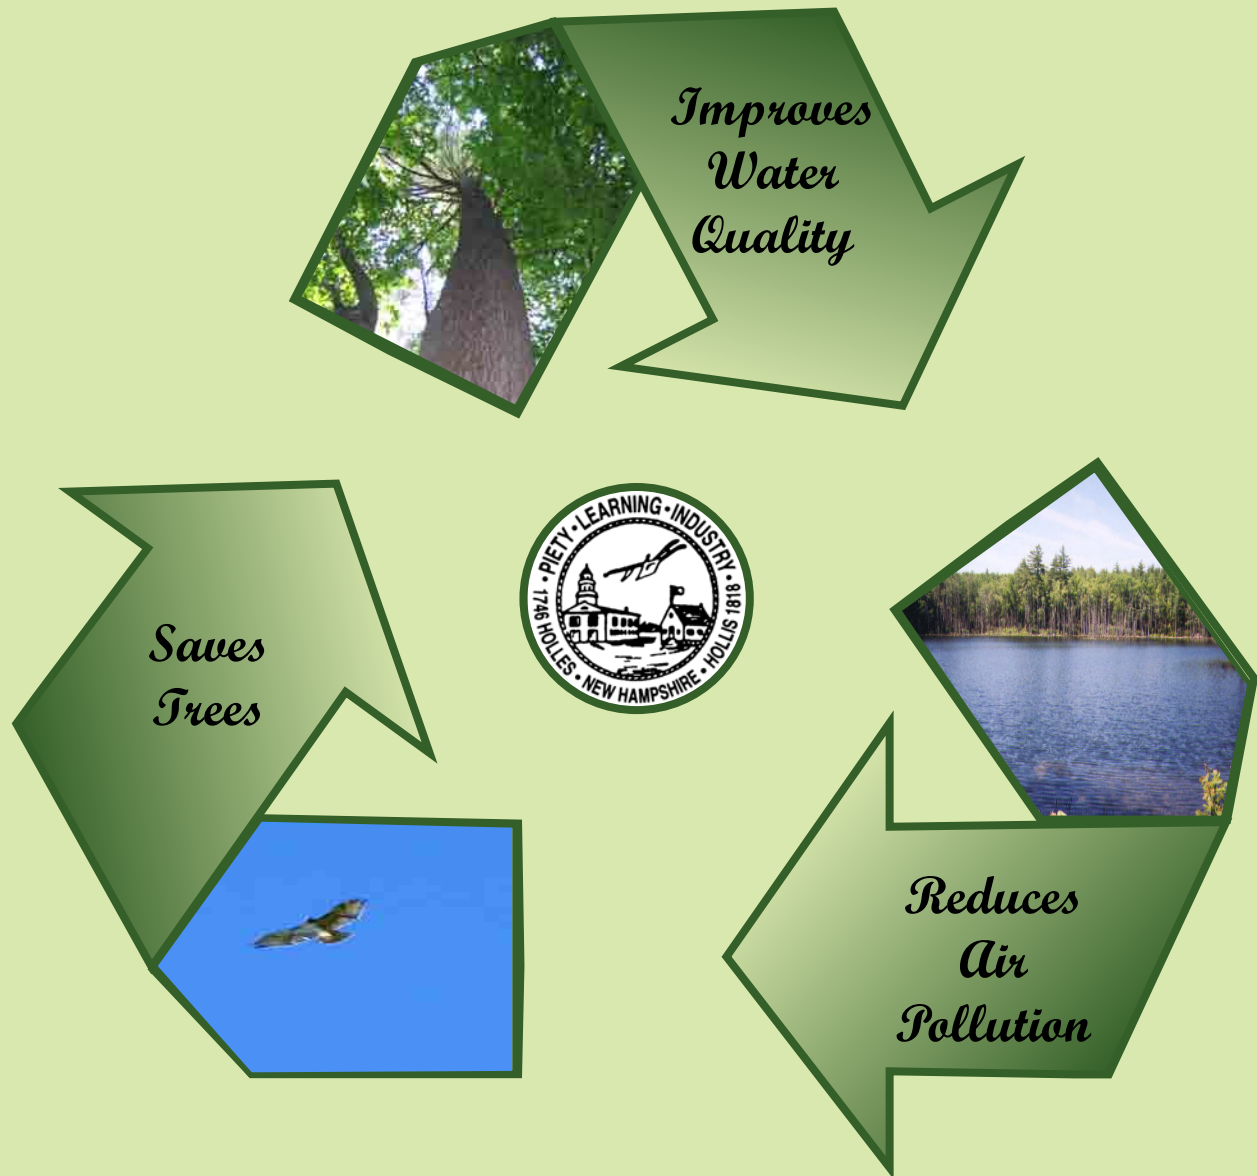 Improves
Water
Quality
• PIETY • LEARNING • INDUSTRY •
1746 HOLLES • NEW HAMPSHIRE • HOLLIS 1818
Saves
Trees
Reduces
Air
Pollution